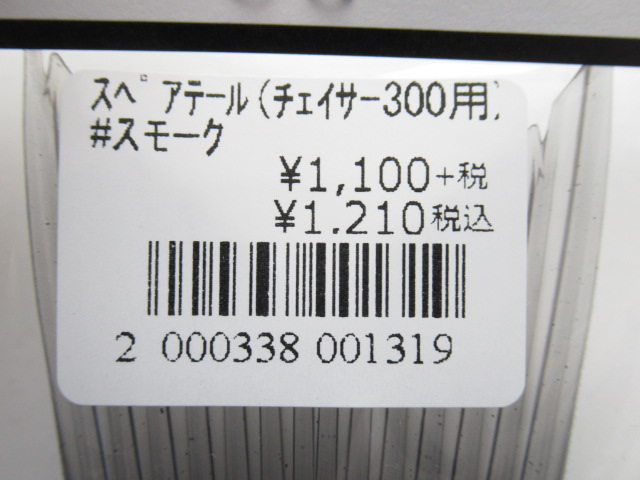 スペアテール(チェイサー300用)
#スモーク
¥1,100+税
¥1.210税込
2 000338 001319